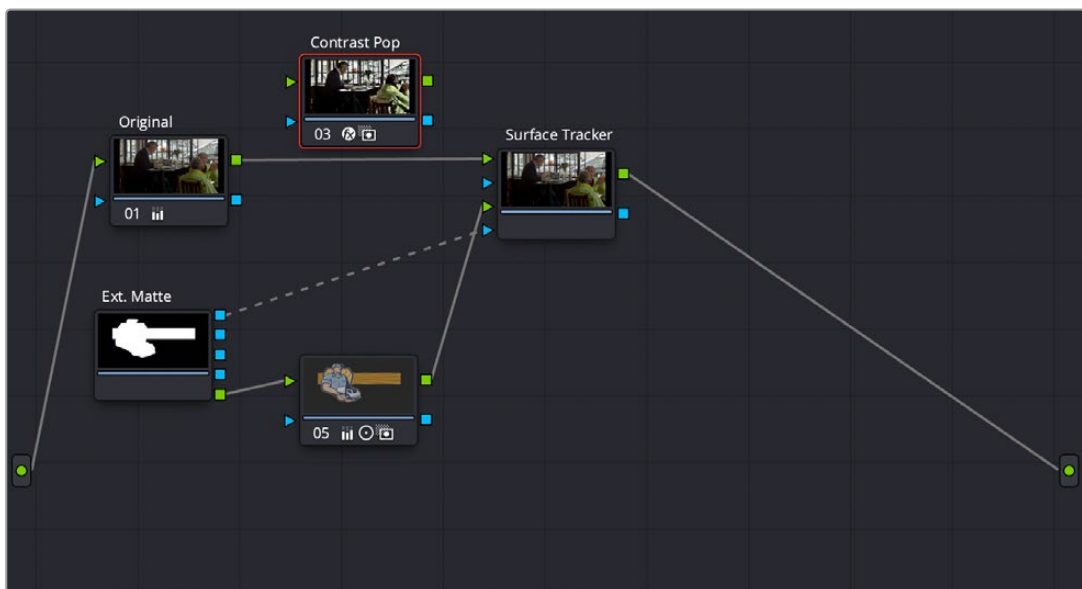 Contrast Pop
03
Original
01
Surface Tracker
Ext. Matte
05